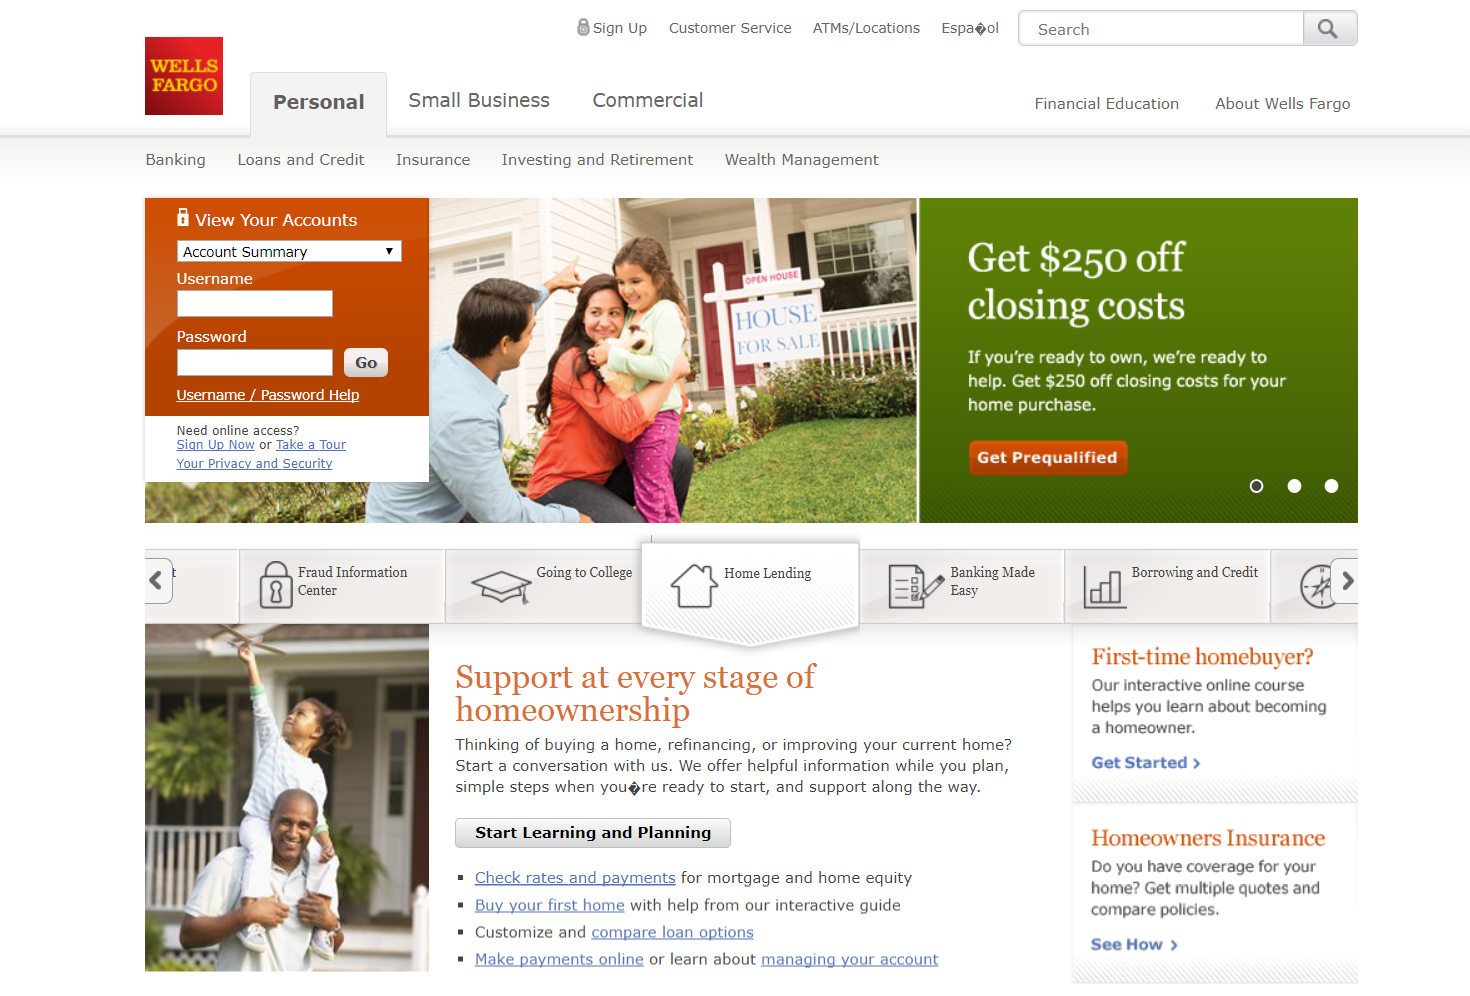 Sign Up Customer Service ATMs/Locations Espa�ol Search
WELLS
FARGO
Personal Small Business Commercial
Financial Education About Wells Fargo
Banking Loans and Credit Insurance Investing and Retirement Wealth Management
View Your Accounts
Account Summary
Username
Password
Go
Username / Password Help
Need online access?
Sign Up Now or Take a Tour
Your Privacy and Security
OPEN HOUSE
HOUSE
FOR SALE
Get $250 off
closing costs
If you’re ready to own, we’re ready to
help. Get $250 off closing costs for your
home purchase.
Get Prequalified
Fraud Information
Center
Going to College
Home Lending
Banking Made
Easy
Borrowing and Credit
Support at every stage of
homeownership
Thinking of buying a home, refinancing, or improving your current home?
Start a conversation with us. We offer helpful information while you plan,
simple steps when you�re ready to start, and support along the way.
Start Learning and Planning
Check rates and payments for mortgage and home equity
Buy your first home with help from our interactive guide
Customize and compare loan options
Make payments online or learn about managing your account
First-time homebuyer?
Our interactive online course
helps you learn about becoming
a homeowner.
Get Started
Homeowners Insurance
Do you have coverage for your
home? Get multiple quotes and
compare policies.
See How